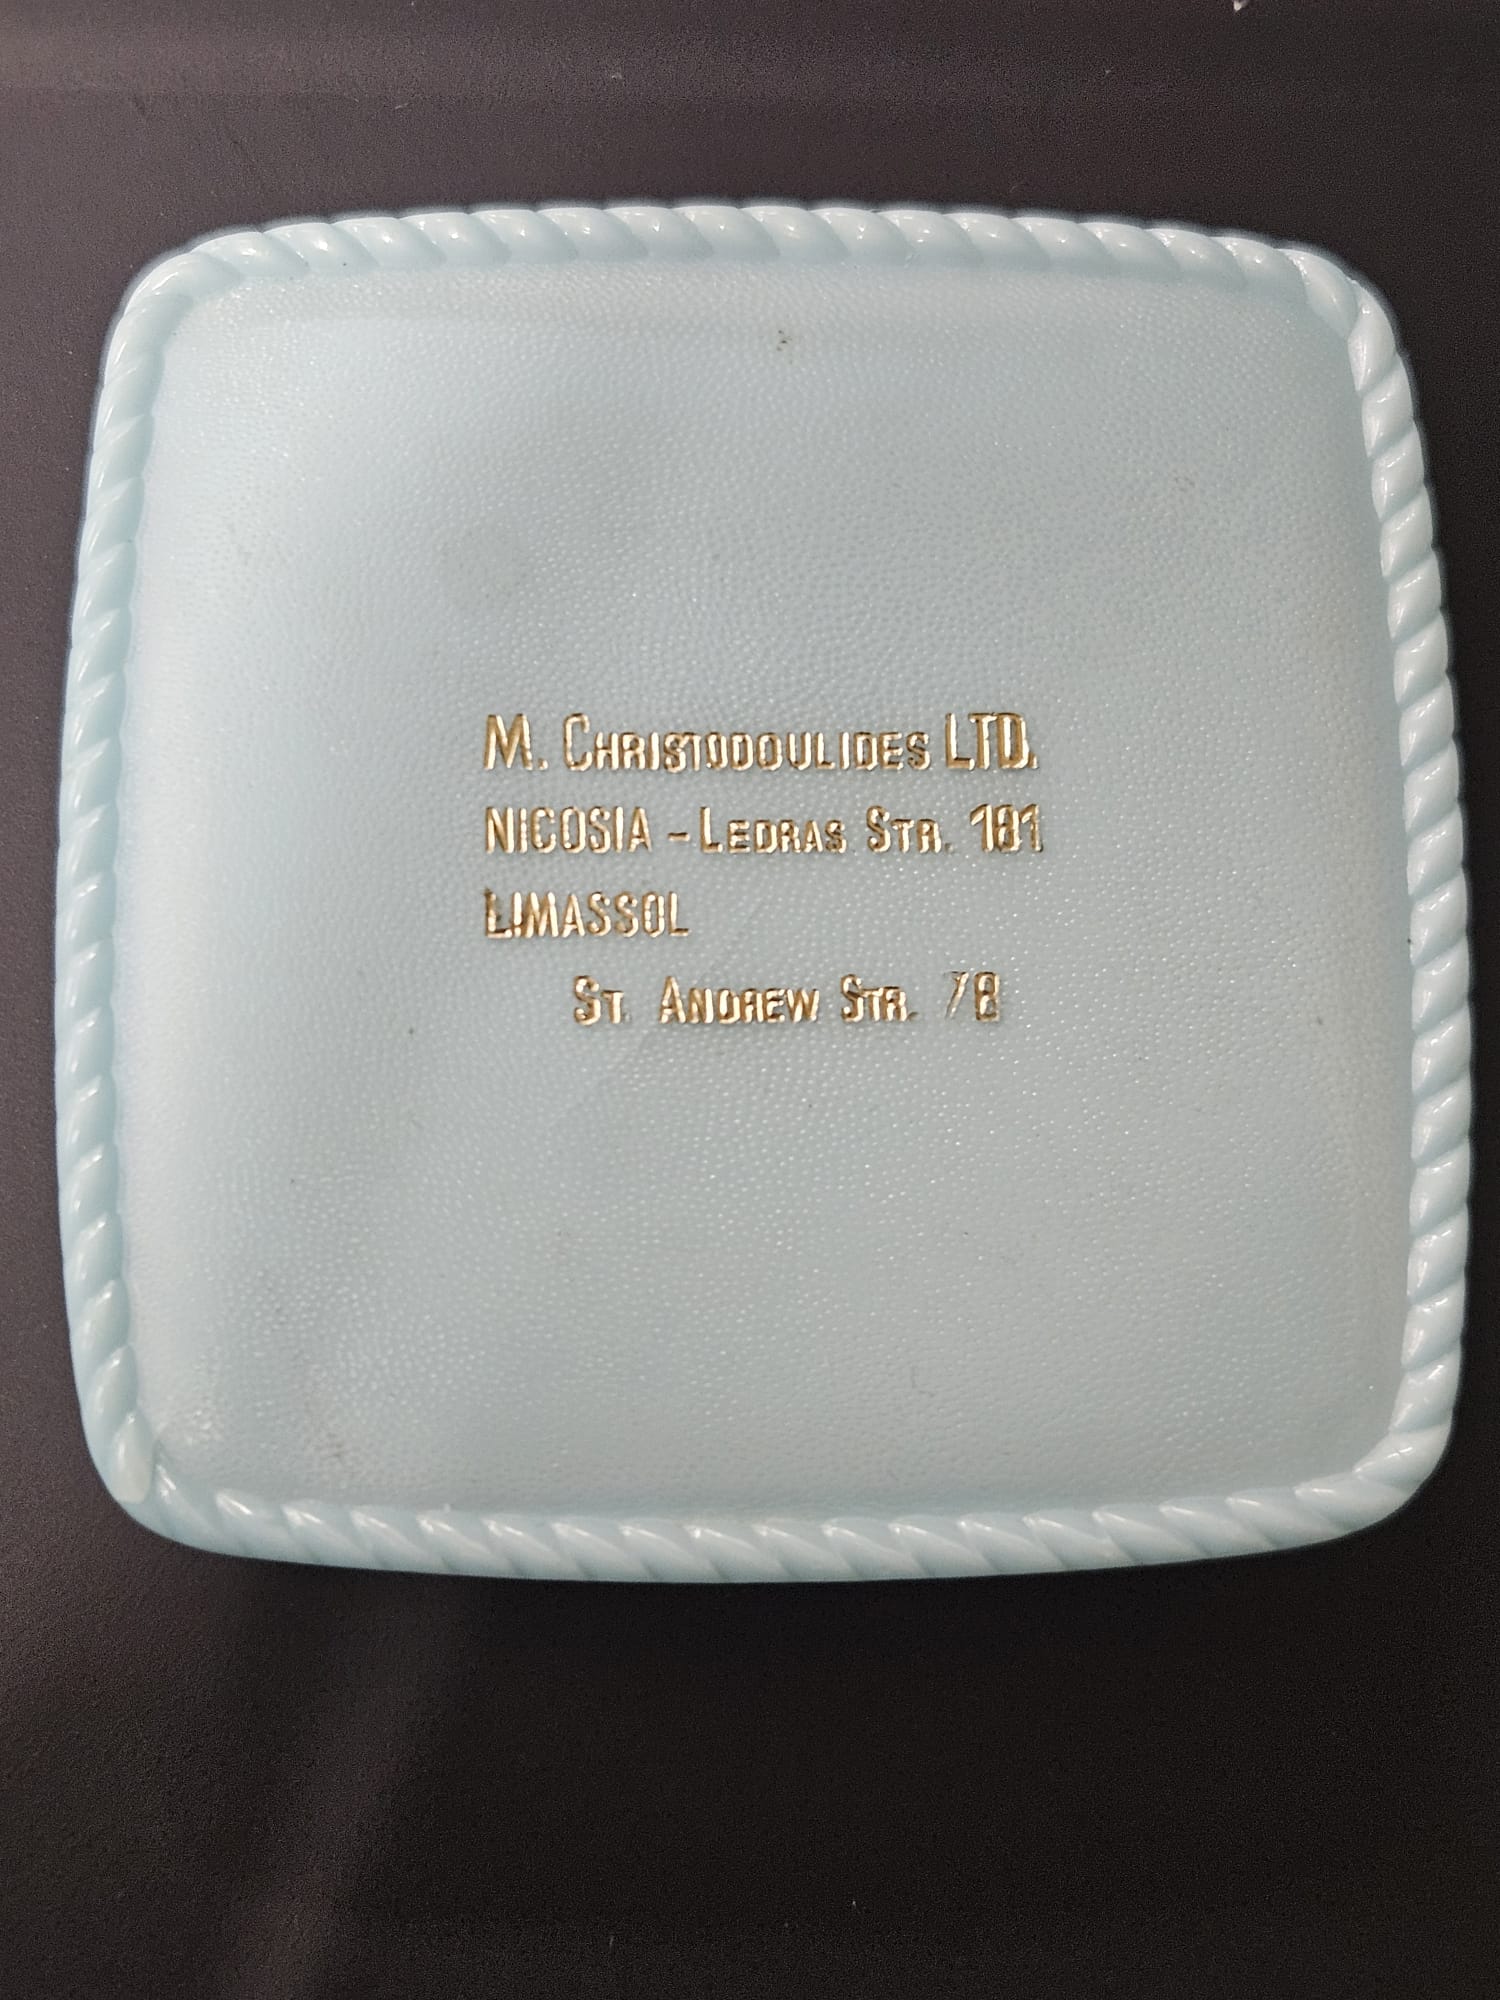 M. CHRISTODOULIDES LTD.
NICOSIA - LEDRAS STR. 181
LIMASSOL
ST. ANDREW STR. 78